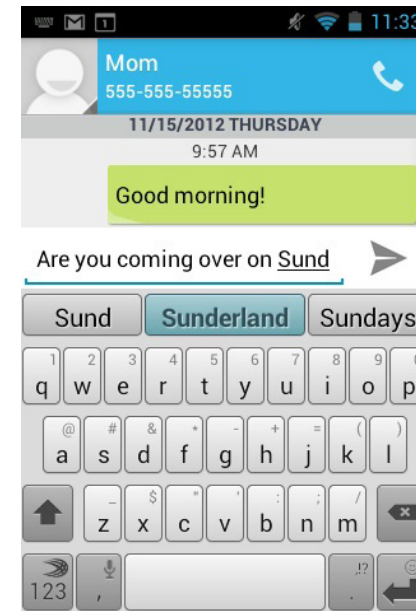 1 11:33
Mom
555-555-55555
11/15/2012 THURSDAY
9:57 AM
Good morning!
Are you coming over on Sund
Sund Sunderland Sundays
1 2 3 4 5 6 7 8 9
q w e r t y u i o p
@ # & * - + = ( )
a s d f g h j k l
_ $ " ' : ; /
z x c v b n m
,!?
123 , .